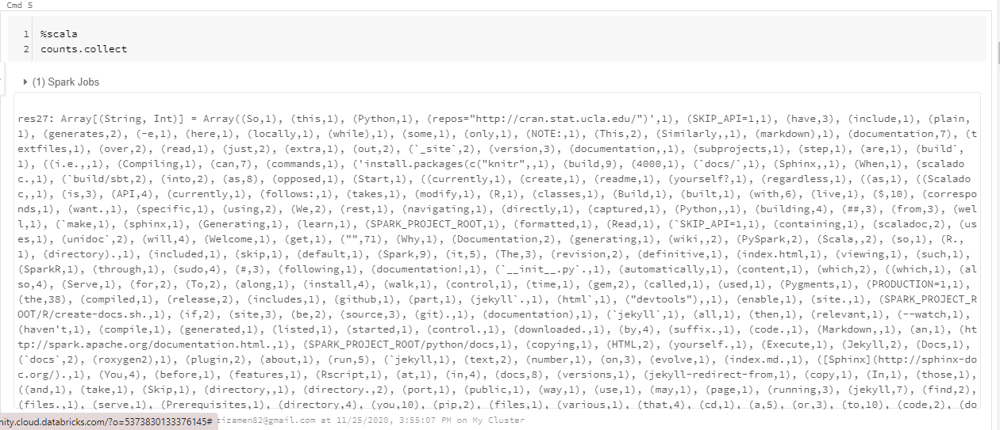 Cmd 5
1 %scala
2 counts.collect
(1) Spark Jobs
res27: Array[(String, Int)] = Array((So,1), (this,1), (Python,1), (repos="http://cran.stat.ucla.edu/")',1), (SKIP_API=1,1), (have,3), (include,1), (plain,
1), (generates,2), (-e,1), (here,1), (locally,1), (while),1), (some,1), (only,1), (NOTE:,1), (This,2), (Similarly,,1), (markdown),1), (documentation,7), (t
extfiles,1), (over,2), (read,1), (just,2), (extra,1), (out,2), (`_site`,2), (version,3), (documentation,,1), (subprojects,1), (step,1), (are,1), (build`,
1), ((i.e.,,1), (Compiling,1), (can,7), (commands,1), ('install.packages(c("knitr",,1), (build,9), (4000,1), (`docs/`,1), (Sphinx,,1), (When,1), (scalado
c.,1), (`build/sbt,2), (into,2), (as,8), (opposed,1), (Start,1), ((currently,1), (create,1), (readme,1), (yourself?,1), (regardless,1), ((as,1), ((Scalado
c,,1), (is,3), (API,4), (currently,1), (follows:,1), (takes,1), (modify,1), (R,1), (classes,1), (Build,1), (built,1), (with,6), (live,1), ($,10), (correspo
nds,1), (want.,1), (specific,1), (using,2), (We,2), (rest,1), (navigating,1), (directly,1), (captured,1), (Python,,1), (building,4), (##,3), (from,3), (wel
l,1), (`make,1), (sphinx,1), (Generating,1), (learn,1), (SPARK_PROJECT_ROOT,1), (formatted,1), (Read,1), (`SKIP_API=1,1), (containing,1), (scaladoc,2), (us
es,1), (unidoc`,2), (will,4), (Welcome,1), (get,1), ("",71), (Why,1), (Documentation,2), (generating,1), (wiki,,2), (PySpark,2), (Scala,,2), (so,1), (R.,
1), (directory).,1), (included,1), (skip,1), (default,1), (Spark,9), (it,5), (The,3), (revision,2), (definitive,1), (index.html,1), (viewing,1), (such,1),
(SparkR,1), (through,1), (sudo,4), (#,3), (following,1), (documentation!,1), (`__init__.py`.,1), (automatically,1), (content,1), (which,2), ((which,1), (al
so,4), (Serve,1), (for,2), (To,2), (along,1), (install,4), (walk,1), (control,1), (time,1), (gem,2), (called,1), (used,1), (Pygments,1), (PRODUCTION=1,1),
(the,38), (compiled,1), (release,2), (includes,1), (github,1), (part,1), (jekyll`.,1), (html`,1), ("devtools"),,1), (enable,1), (site.,1), (SPARK_PROJECT_R
OOT/R/create-docs.sh.,1), (if,2), (site,3), (be,2), (source,3), (git).,1), (documentation),1), (`jekyll`,1), (all,1), (then,1), (relevant,1), (--watch,1),
(haven't,1), (compile,1), (generated,1), (listed,1), (started,1), (control.,1), (downloaded.,1), (by,4), (suffix.,1), (code.,1), (Markdown,,1), (an,1), (ht
tp://spark.apache.org/documentation.html.,1), (SPARK_PROJECT_ROOT/python/docs,1), (copying,1), (HTML,2), (yourself.,1), (Execute,1), (Jekyll,2), (Docs,1),
(`docs`,2), (roxygen2),1), (plugin,2), (about,1), (run,5), (`jekyll,1), (text,2), (number,1), (on,3), (evolve,1), (index.md.,1), ([Sphinx](http://sphinx-do
c.org/).,1), (You,4), (before,1), (features,1), (Rscript,1), (at,1), (in,4), (docs,8), (versions,1), (jekyll-redirect-from,1), (copy,1), (In,1), (those,1),
((and,1), (take,1), (Skip,1), (directory,,1), (directory.,2), (port,1), (public,1), (way,1), (use,1), (may,1), (page,1), (running,3), (jekyll,7), (find,2),
(files.,1), (serve,1), (Prerequisites,1), (directory,4), (you,10), (pip,2), (files,1), (various,1), (that,4), (cd,1), (a,5), (or,3), (to,10), (code,2), (do
nity.cloud.databricks.com/?o=5373830133376145# zizamen82@gmail.com at 11/25/2020, 3:55:07 PM on My Cluster